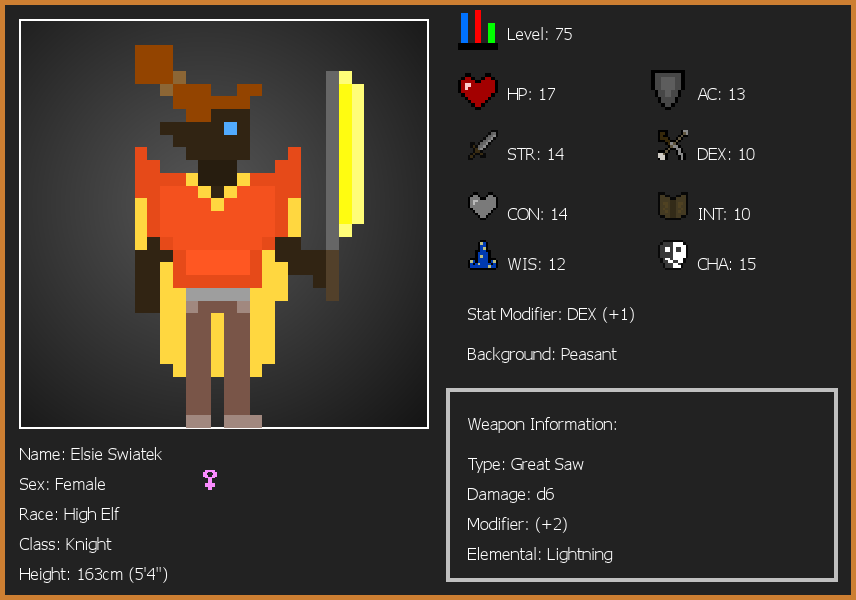 Level: 75
HP: 17
AC: 13
STR: 14
DEX: 10
CON: 14
INT: 10
WIS: 12
CHA: 15
Stat Modifier: DEX (+1)
Background: Peasant
Weapon Information:
Type: Great Saw
Damage: d6
Modifier: (+2)
Elemental: Lightning
Name: Elsie Swiatek
Sex: Female
Race: High Elf
Class: Knight
Height: 163cm (5'4")